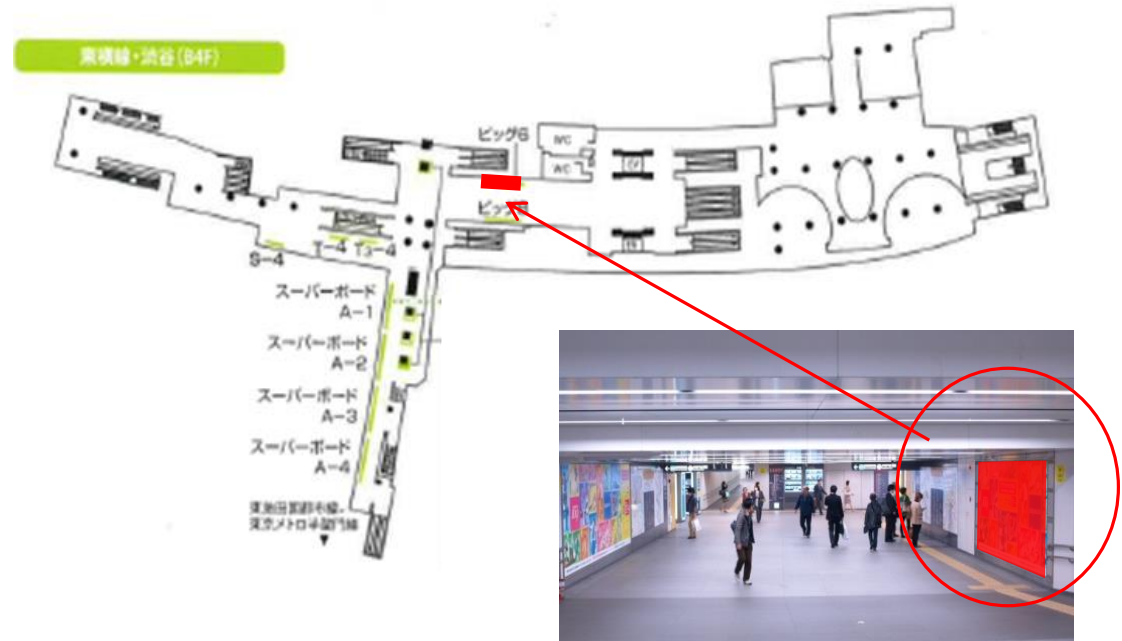 東横線・渋谷(B4F)
ビッグ6
WC
WC
ビッグ
S-4
T-4
スーパーボード
A-1
スーパーボード
A-2
スーパーボード
A-3
スーパーボード
A-4
東急田園都市線・
東京メトロ半蔵門線
▼